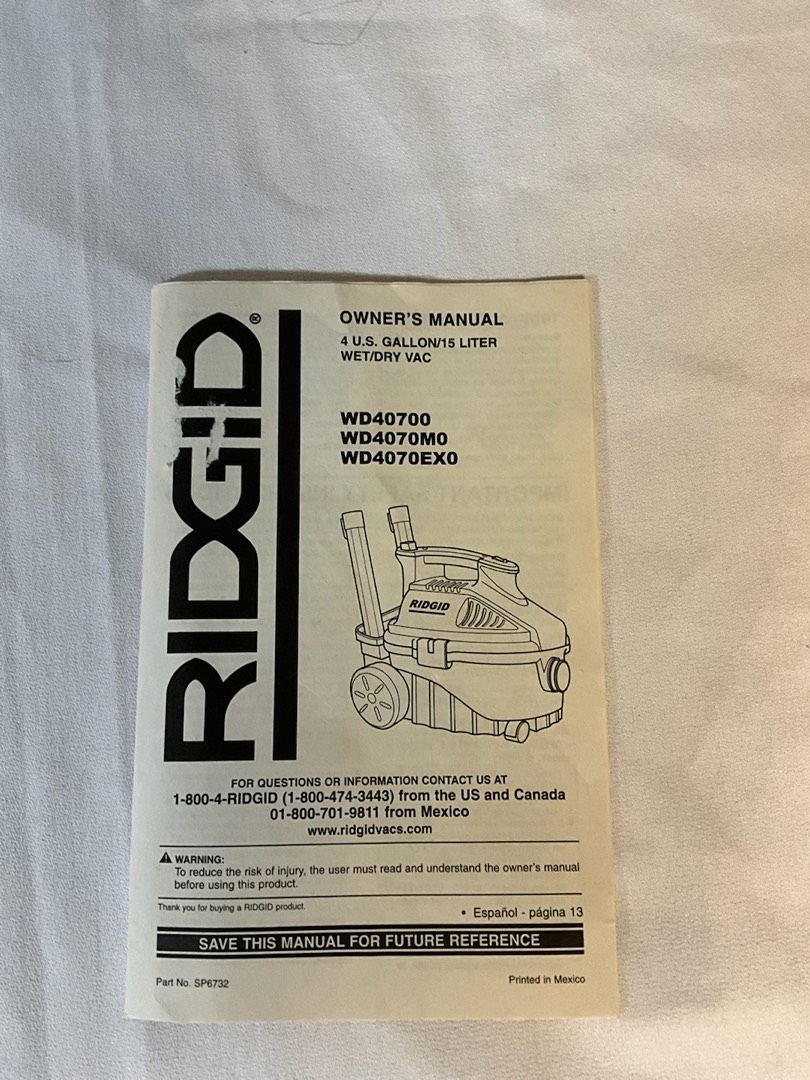 RIDGID®
OWNER'S MANUAL
4 U.S. GALLON/15 LITER
WET/DRY VAC
WD40700
WD4070M0
WD4070EX0
RIDGID
FOR QUESTIONS OR INFORMATION CONTACT US AT
1-800-4-RIDGID (1-800-474-3443) from the US and Canada
01-800-701-9811 from Mexico
www.ridgidvacs.com
WARNING:
To reduce the risk of injury, the user must read and understand the owner's manual
before using this product.
Thank you for buying a RIDGID product.
• Español - página 13
SAVE THIS MANUAL FOR FUTURE REFERENCE
Part No. SP6732
Printed in Mexico